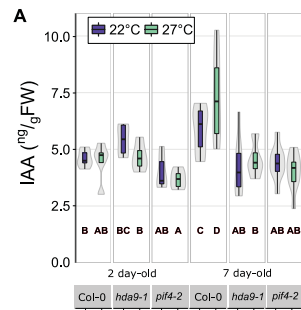 A
22°C 27°C
IAA (ng/gFW)
10.0
7.5
5.0
2.5
0.0
B AB BC B AB A C D AB B AB AB
2 day-old 7 day-old
Col-0 hda9-1 pif4-2 Col-0 hda9-1 pif4-2